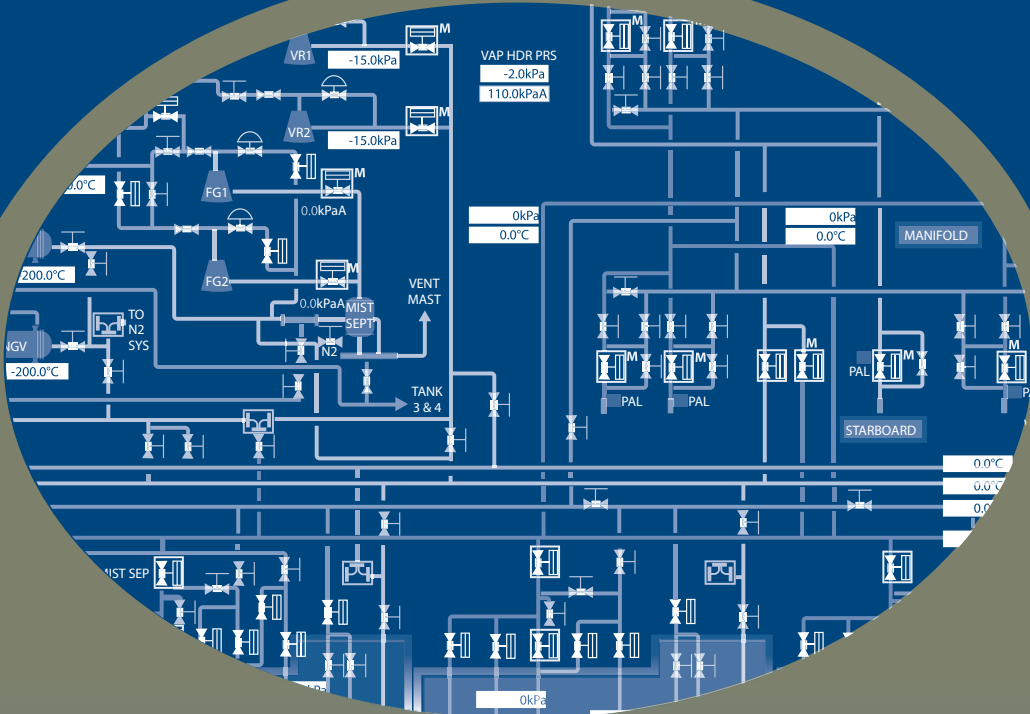 M
M
VR1
-15.0kPa
VAP HDR PRS
-2.0kPa
110.0kPaA
M
VR2
-15.0kPa
M
FG1
0.0kPaA
0kPa
0.0°C
0kPa
0.0°C
MANIFOLD
M
FG2
-200.0°C
0.0kPaA
MIST
SEPT
N2
VENT
MAST
TO
N2
SYS
NGV
-200.0°C
TANK
3 & 4
M
M
M
M
M
PAL
PAL
PAL
STARBOARD
0.0°C
0.0°C
MIST SEP
0kPa